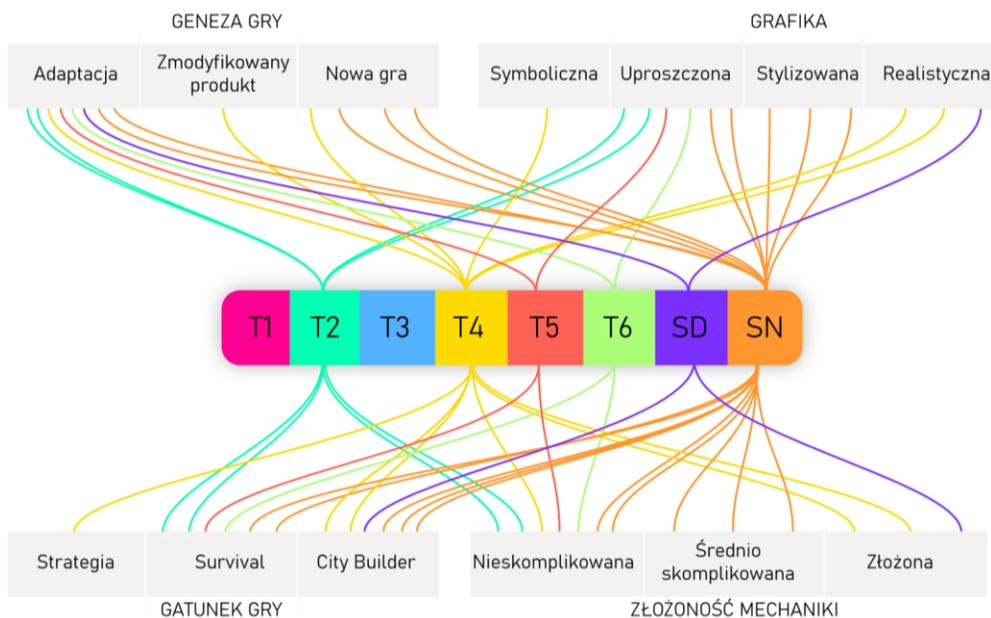 GENEZA GRY
GRAFIKA
Adaptacja
Zmodyfikowany
produkt
Nowa gra
Symboliczna
Uproszczona
Stylizowana
Realistyczna
T1
T2
T3
T4
T5
T6
SD
SN
Strategia
Survival
City Builder
Nieskomplikowana
Średnio
skomplikowana
Złożona
GATUNEK GRY
ZŁOŻONOŚĆ MECHANIKI